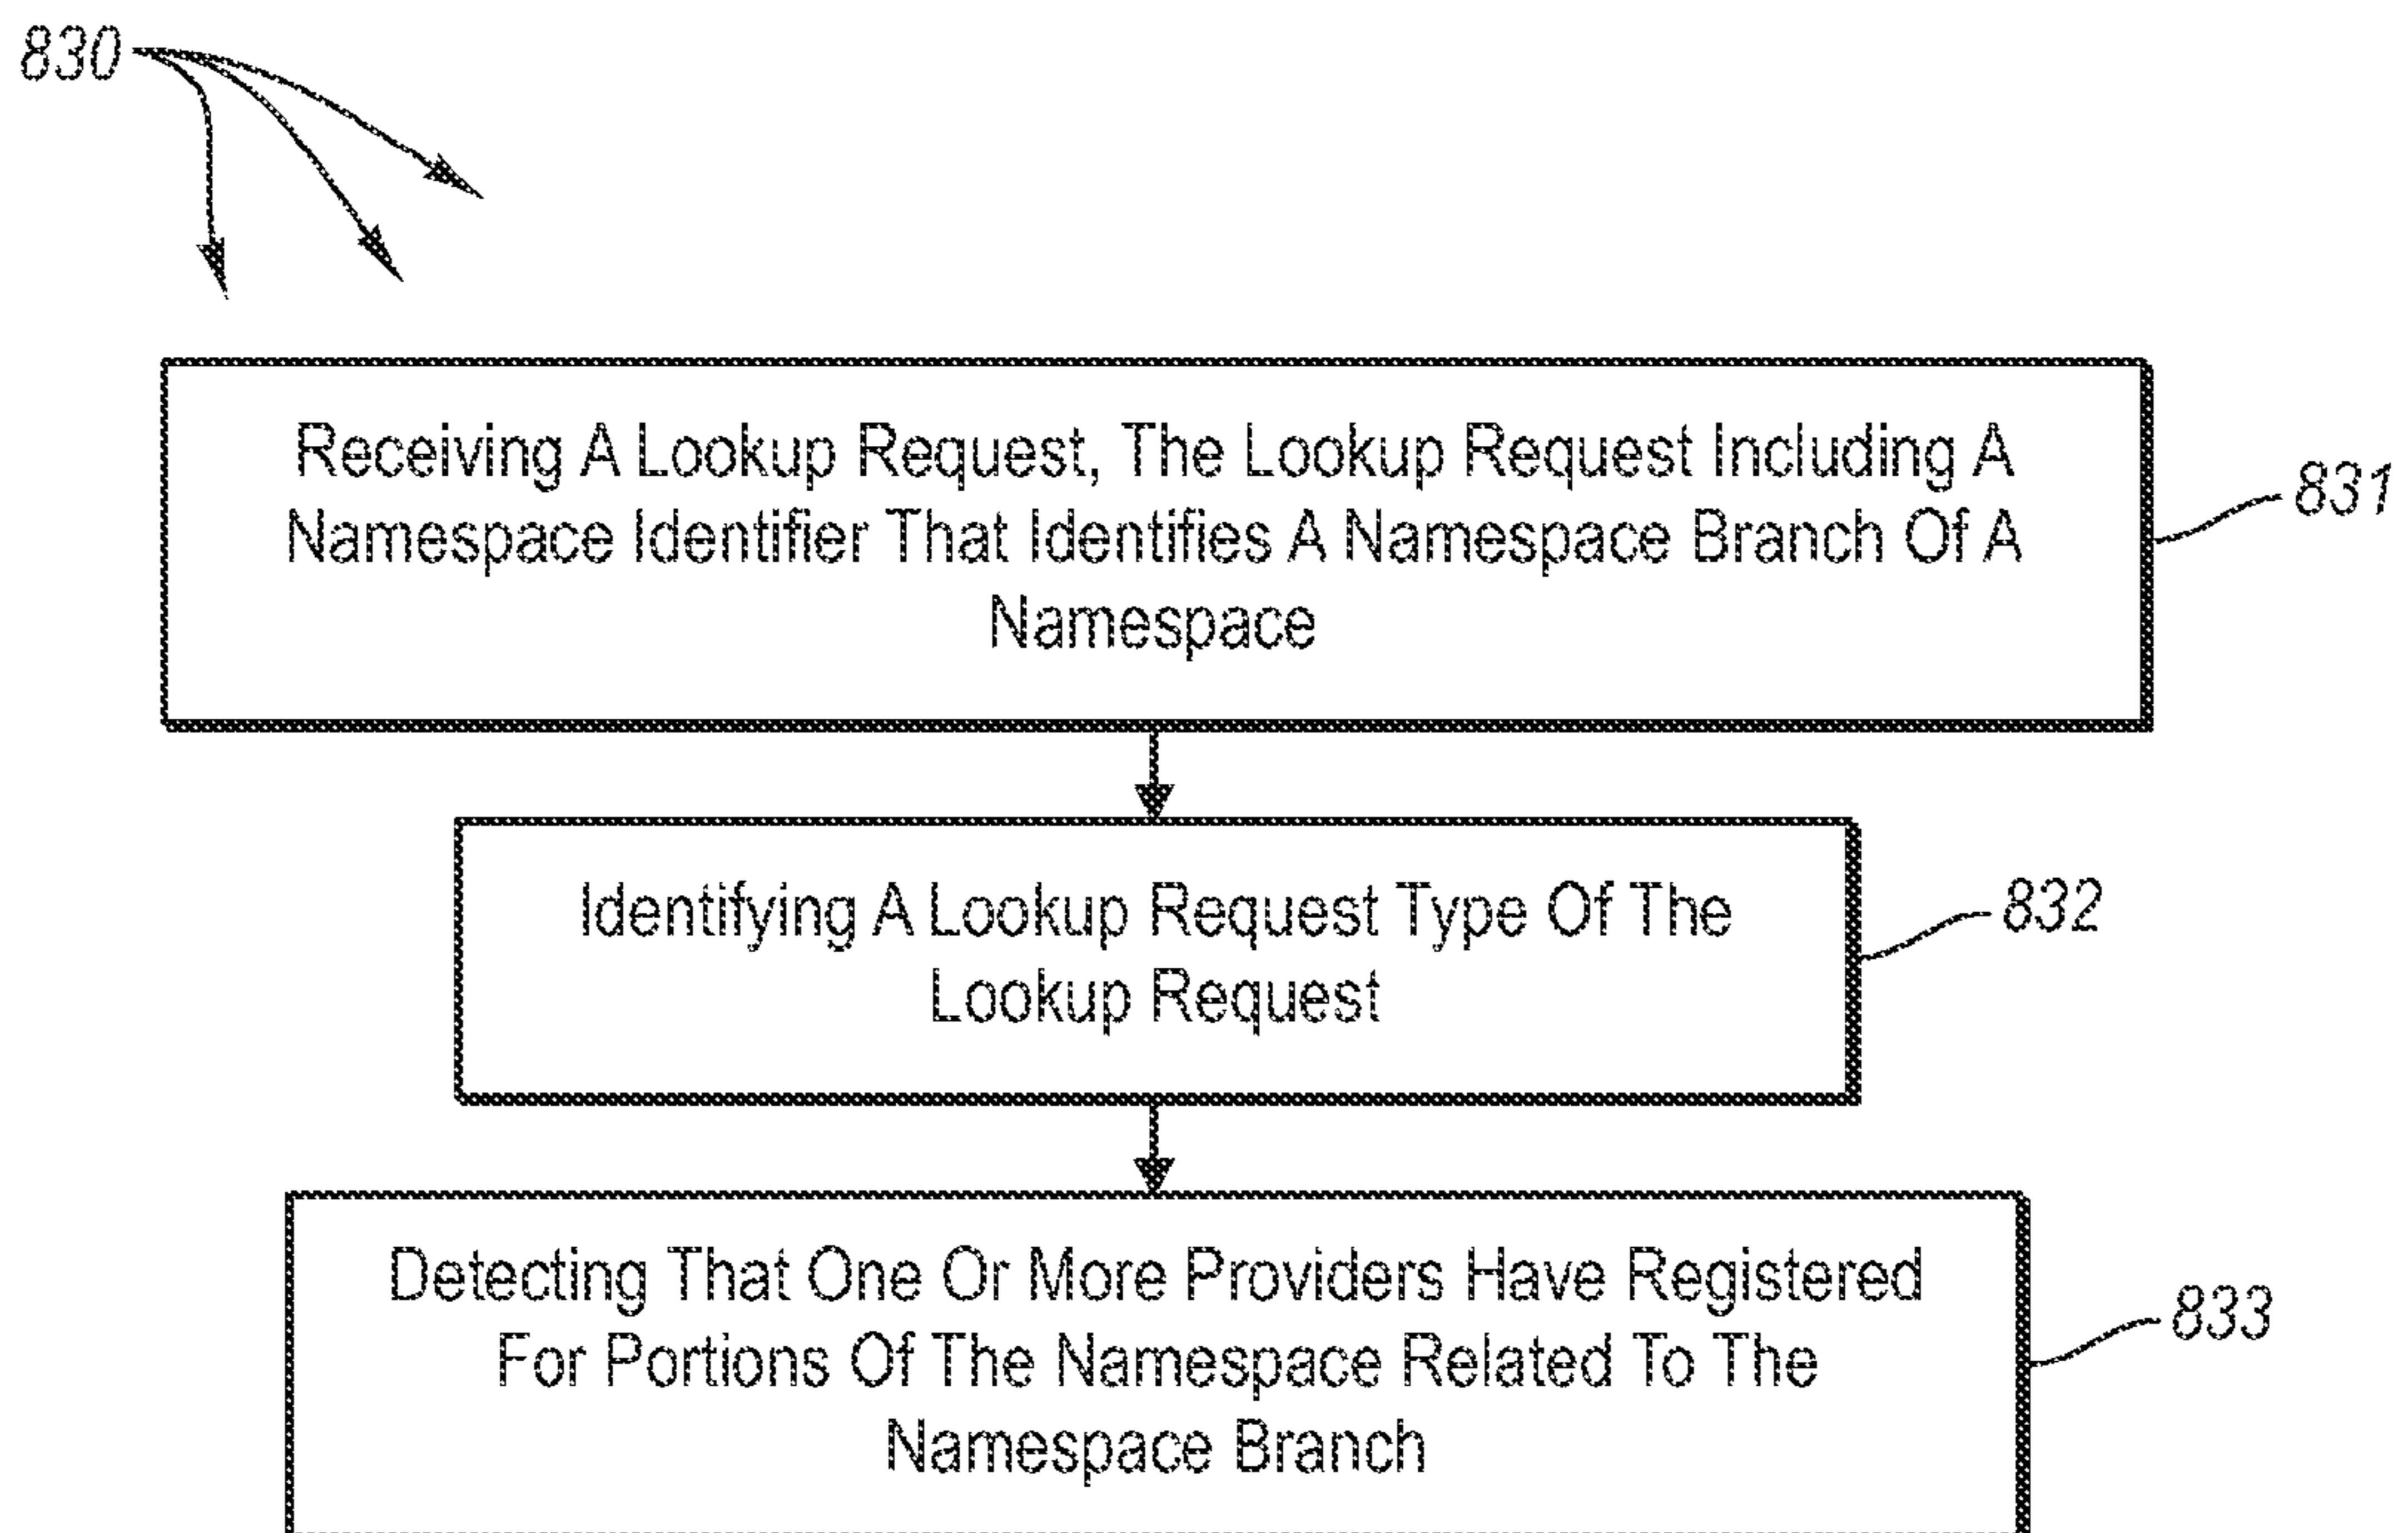 830
Receiving A Lookup Request, The Lookup Request Including A
Namespace Identifier That Identifies A Namespace Branch Of A
Namespace
831
Identifying A Lookup Request Type Of The
Lookup Request
832
Detecting That One Or More Providers Have Registered
For Portions Of The Namespace Related To The
Namespace Branch
833